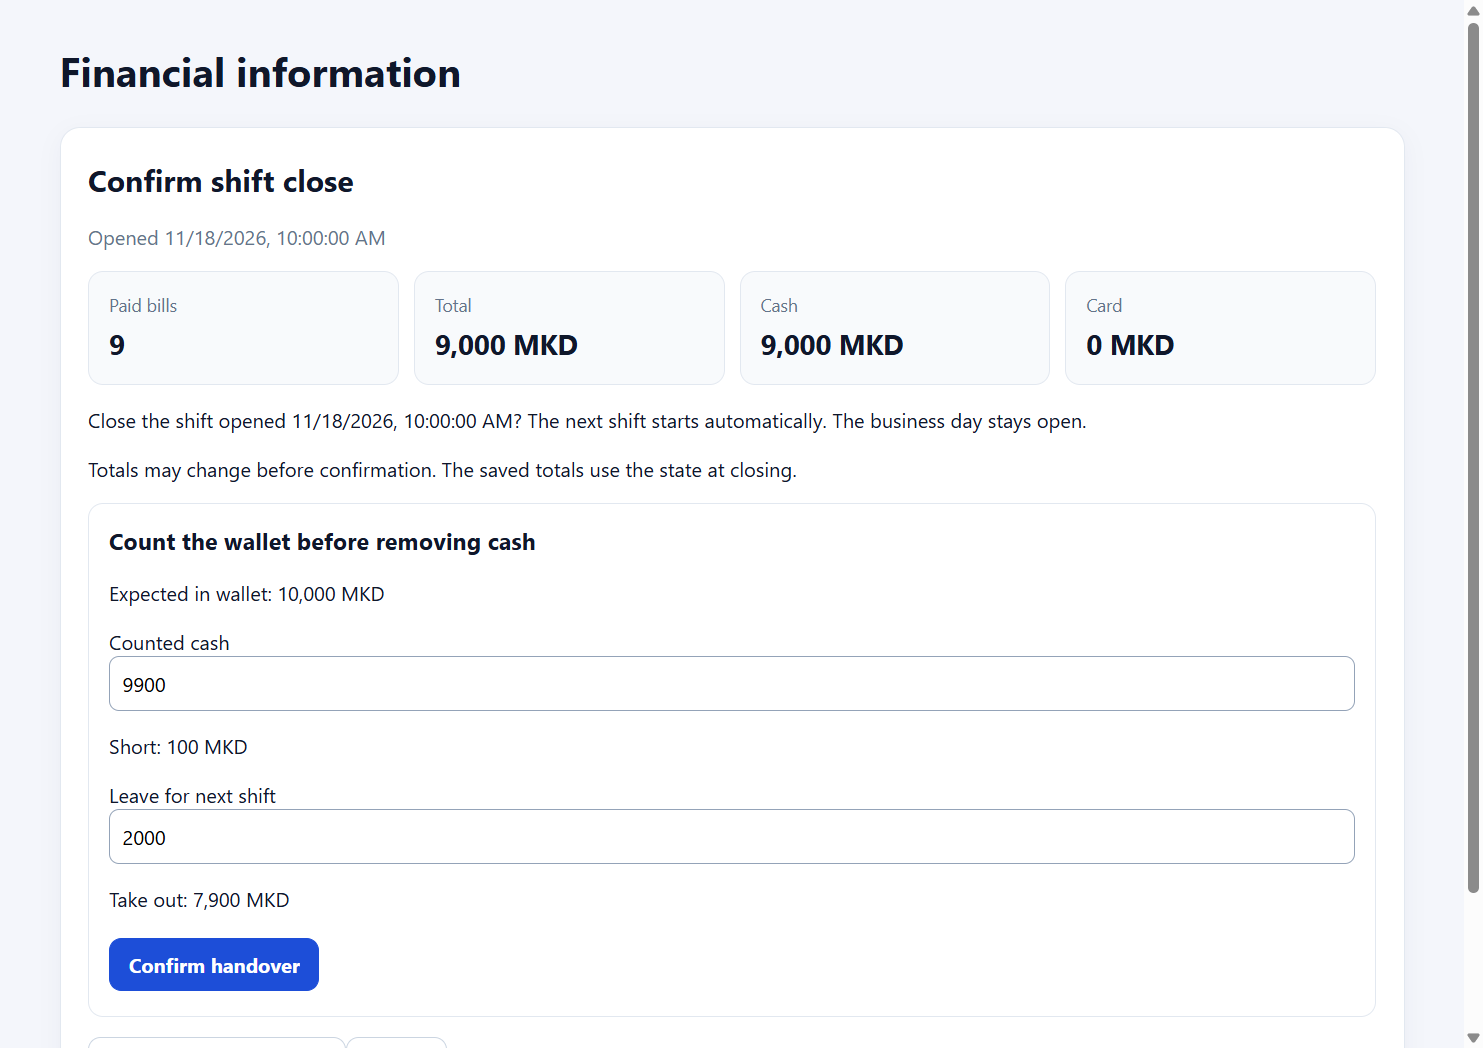 Financial information
Confirm shift close
Opened 11/18/2026, 10:00:00 AM
Paid bills
9
Total
9,000 MKD
Cash
9,000 MKD
Card
0 MKD
Close the shift opened 11/18/2026, 10:00:00 AM? The next shift starts automatically. The business day stays open.
Totals may change before confirmation. The saved totals use the state at closing.
Count the wallet before removing cash
Expected in wallet: 10,000 MKD
Counted cash
9900
Short: 100 MKD
Leave for next shift
2000
Take out: 7,900 MKD
Confirm handover